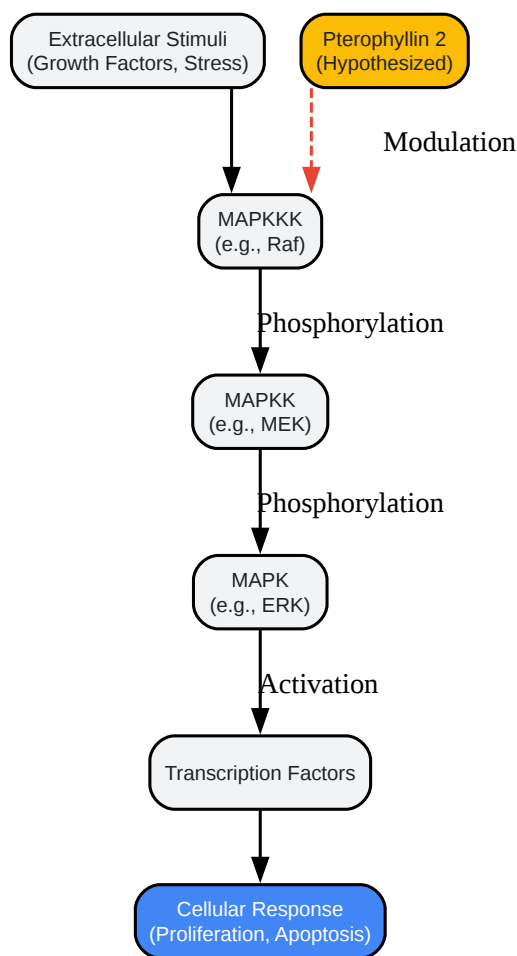 Extracellular Stimuli
(Growth Factors, Stress)
Pterophyllin 2
(Hypothesized)
Modulation
MAPKKK
(e.g., Raf)
Phosphorylation
MAPKK
(e.g., MEK)
Phosphorylation
MAPK
(e.g., ERK)
Activation
Transcription Factors
Cellular Response
(Proliferation, Apoptosis)